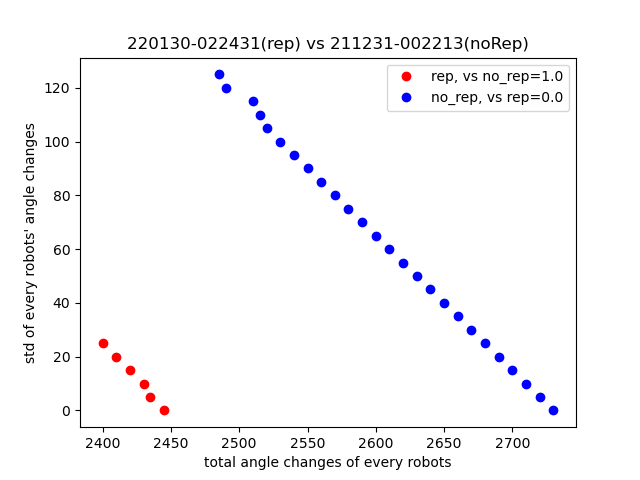 220130-022431(rep) vs 211231-002213(noRep)
rep, vs no_rep=1.0
no_rep, vs rep=0.0
std of every robots' angle changes
120
100
80
60
40
20
0
2400 2450 2500 2550 2600 2650 2700
total angle changes of every robots